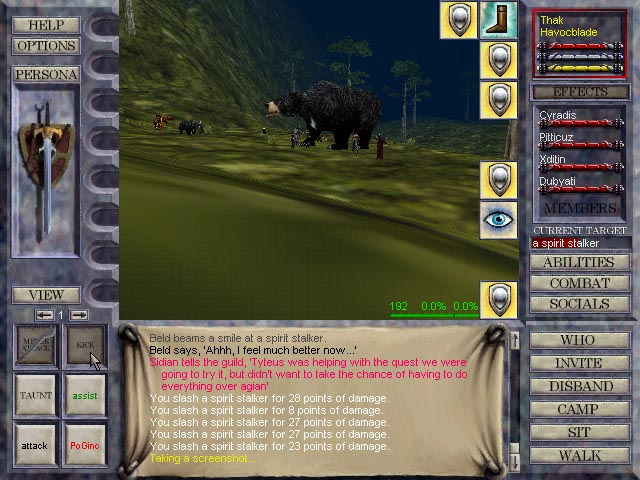 HELP
OPTIONS
PERSONA
VIEW
1
MELEE ATTACK
KICK
TAUNT
assist
attack
PoGinc
192 0.0% 0.0%
Beld beams a smile at a spirit stalker.
Beld says, 'Ahhh, I feel much better now...'
Sidian tells the guild, 'Tyteus was helping with the quest we were
going to try it, but didn't want to take the chance of having to do
everything over agian'
You slash a spirit stalker for 28 points of damage.
You slash a spirit stalker for 8 points of damage.
You slash a spirit stalker for 27 points of damage.
You slash a spirit stalker for 27 points of damage.
You slash a spirit stalker for 23 points of damage.
Taking a screenshot...
Thak
Havocblade
EFFECTS
Cyradis
Pitticuz
Xditin
Dubyati
MEMBERS
CURRENT TARGET
a spirit stalker
ABILITIES
COMBAT
SOCIALS
WHO
INVITE
DISBAND
CAMP
SIT
WALK